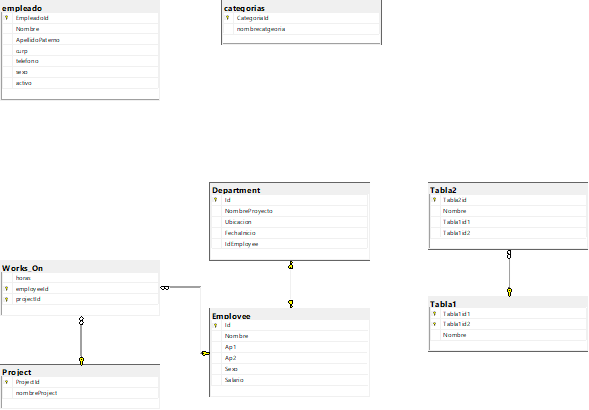 empleado
EmpleadoId
Nombre
ApellidoPaterno
curp
telefono
sexo
activo
categorias
CategoriaId
nombrecatgeoria
Department
Id
NombreProyecto
Ubicacion
FechaInicio
IdEmployee
Tabla2
Tabla2id
Nombre
Tabla1id1
Tabla1id2
Works_On
horas
employeeId
projectId
Employee
Id
Nombre
Ap1
Ap2
Sexo
Salario
Tabla1
Tabla1id1
Tabla1id2
Nombre
Project
ProjectId
nombreProject